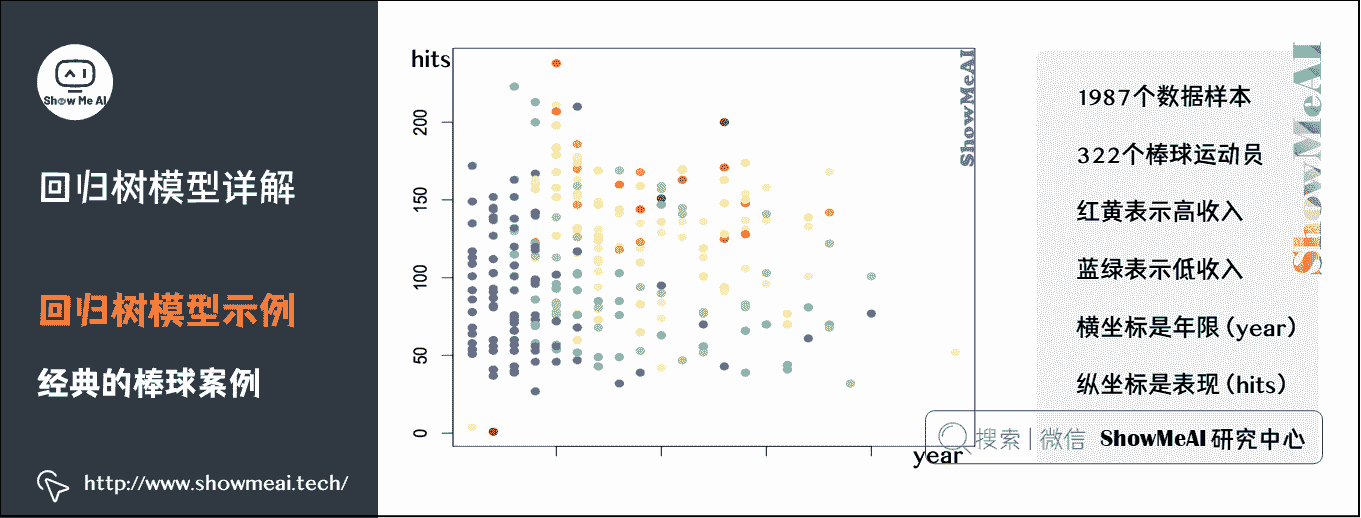 Show Me AI
回归树模型详解
回归树模型示例
经典的棒球案例
http://www.showmeai.tech/
hits
200
150
100
50
0
year
ShowMeAI
1987个数据样本
322个棒球运动员
红黄表示高收入
蓝绿表示低收入
横坐标是年限(year)
纵坐标是表现(hits)
ShowMeAI
搜索|微信 ShowMeAI 研究中心